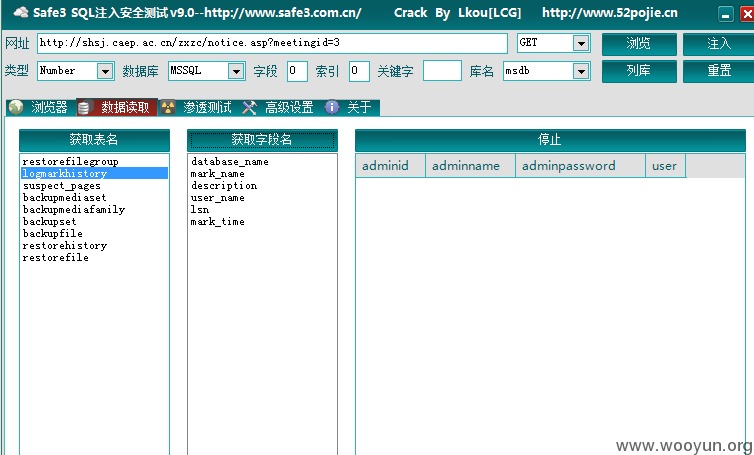 Safe3 SQL注入安全测试 v9.0--http://www.safe3.com.cn/ Crack By Lkou[LCG] http://www.52pojie.cn
网址 http://shsj.caep.ac.cn/zxzc/notice.asp?meetingid=3 GET 浏览 注入
类型 Number 数据库 MSSQL 字段 0 索引 0 关键字 库名 msdb 列库 重置
浏览器 数据读取 渗透测试 高级设置 关于
获取表名 获取字段名 停止
restorefilegroup database_name adminid adminname adminpassword user
logmarkhistory mark_name
suspect_pages description
backupmediaset user_name
backupmediafamily lsn
backupset mark_time
backupfile
restorehistory
restorefile
www.wooyun.org